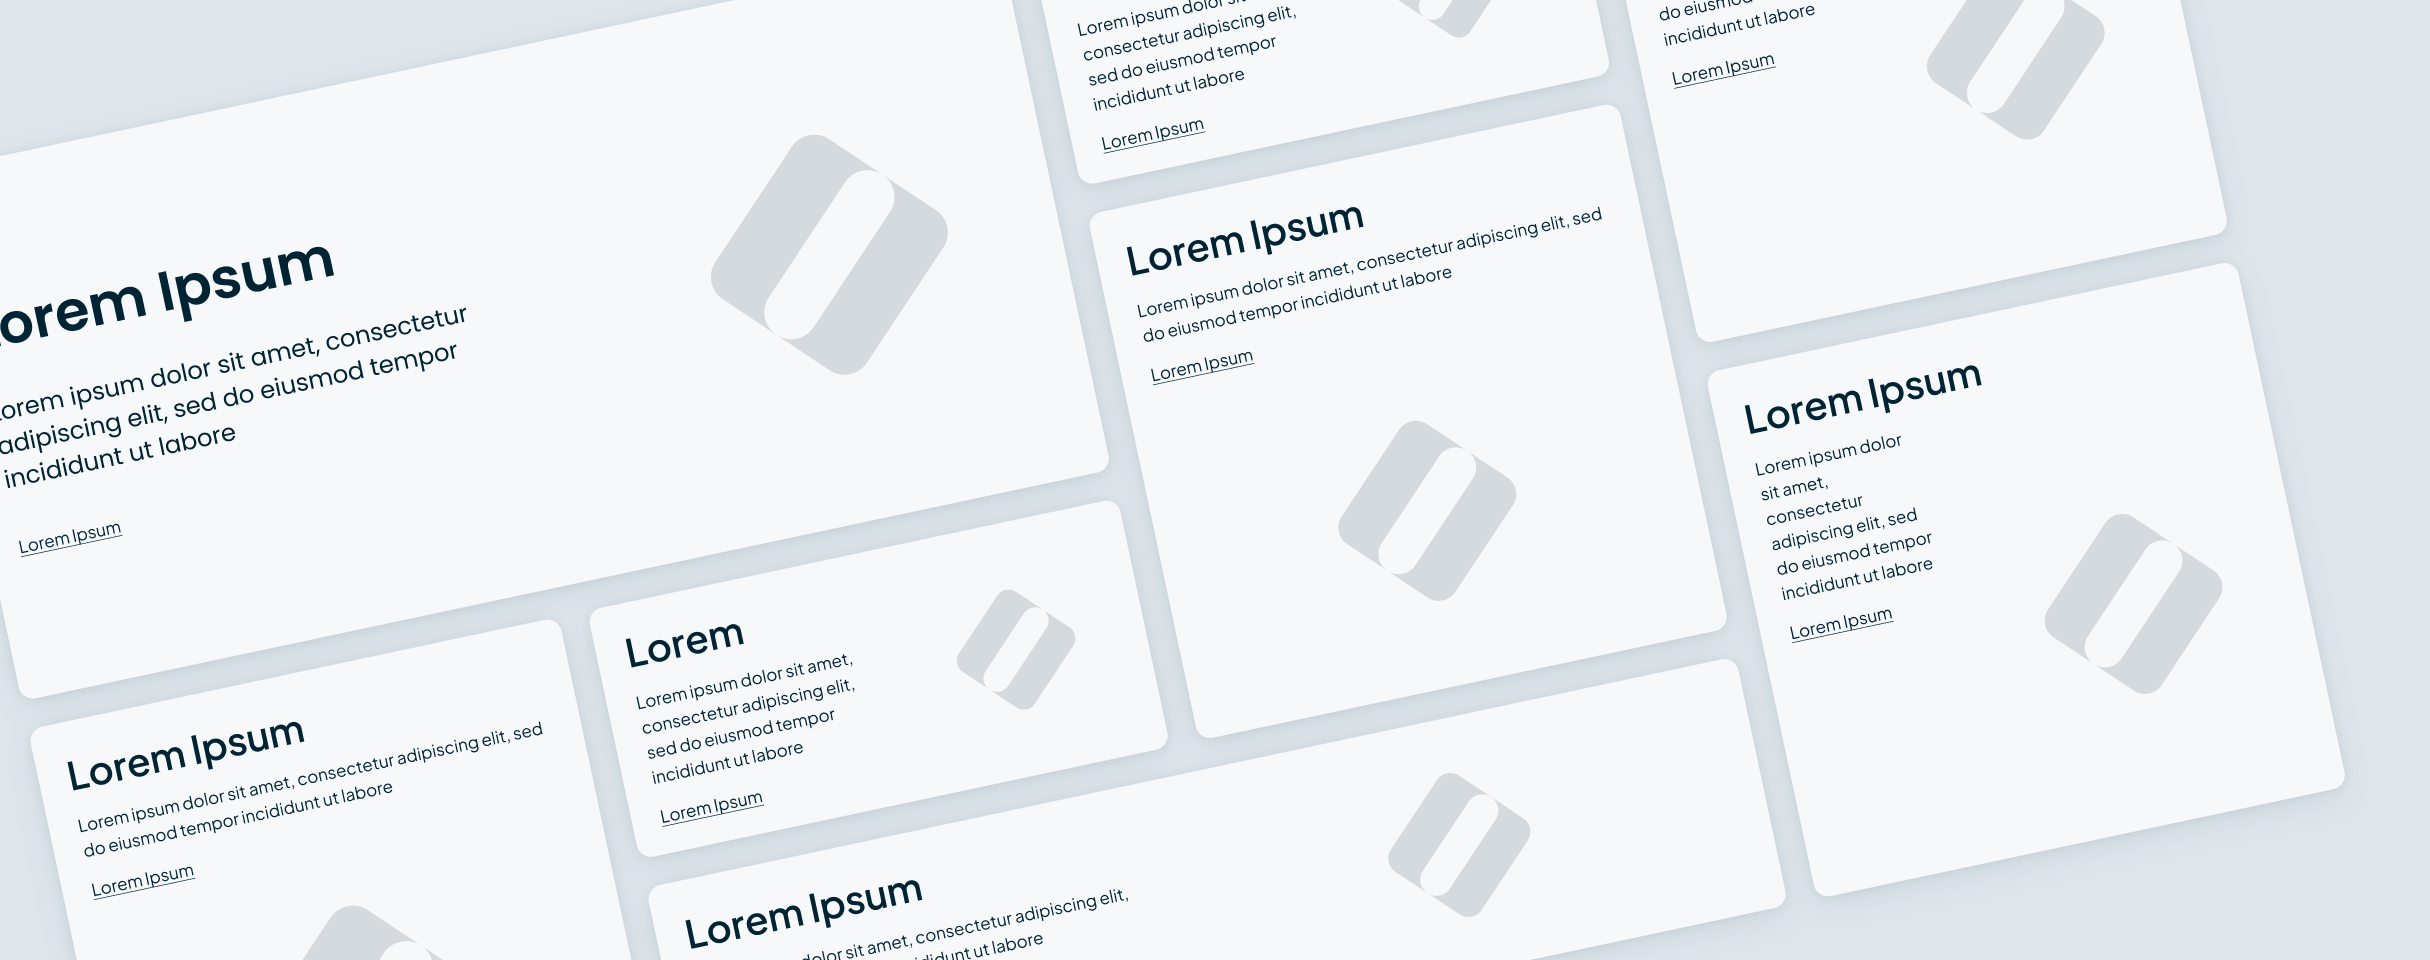 orem Ipsum
orem ipsum dolor sit amet, consectetur
adipiscing elit, sed do eiusmod tempor
incididunt ut labore
Lorem Ipsum
Lorem ipsum dolor sit
consectetur adipiscing elit,
sed do eiusmod tempor
incididunt ut labore
Lorem Ipsum
do eiusmod
incididunt ut labore
Lorem Ipsum
Lorem Ipsum
Lorem ipsum dolor sit amet, consectetur adipiscing elit, sed
do eiusmod tempor incididunt ut labore
Lorem Ipsum
Lorem Ipsum
Lorem ipsum dolor
sit amet,
consectetur
adipiscing elit, sed
do eiusmod tempor
incididunt ut labore
Lorem Ipsum
Lorem Ipsum
Lorem ipsum dolor sit amet, consectetur adipiscing elit, sed
do eiusmod tempor incididunt ut labore
Lorem Ipsum
Lorem
Lorem ipsum dolor sit amet,
consectetur adipiscing elit,
sed do eiusmod tempor
incididunt ut labore
Lorem Ipsum
Lorem Ipsum
dolor sit amet, consectetur adipiscing elit,
ut labore